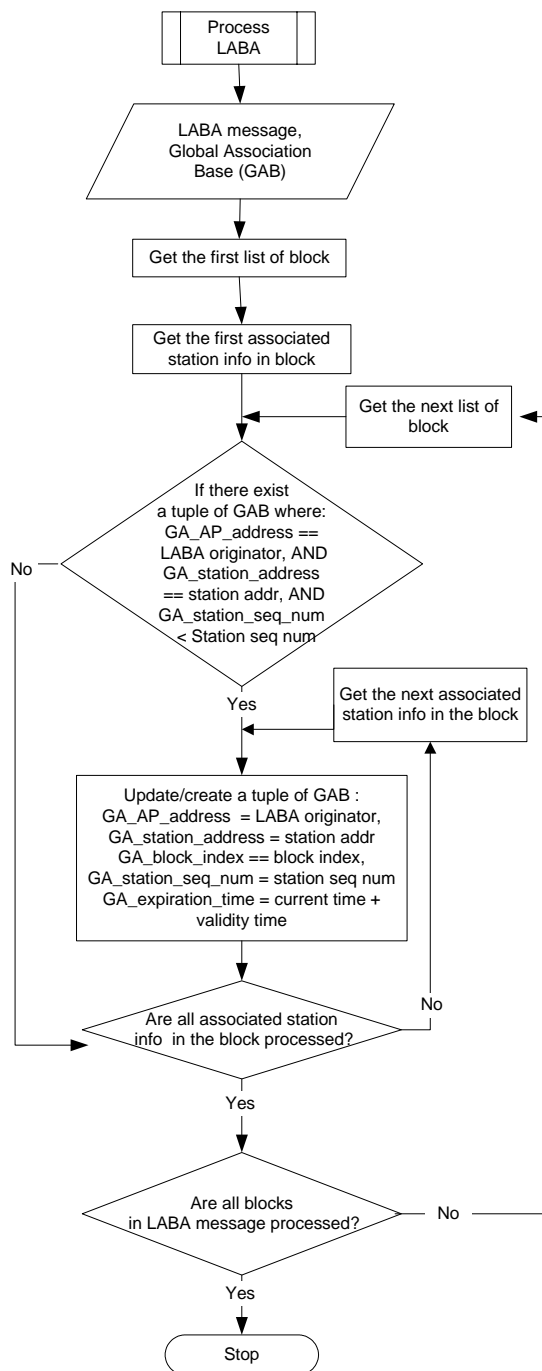 Process
LABA
LABA message,
Global Association
Base (GAB)
Get the first list of block
Get the first associated
station info in block
Get the next list of
block
If there exist
a tuple of GAB where:
GA_AP_address ==
LABA originator, AND
GA_station_address
== station addr, AND
GA_station_seq_num
< Station seq num
No
Yes
Get the next associated
station info in the block
Update/create a tuple of GAB :
GA_AP_address = LABA originator,
GA_station_address = station addr
GA_block_index == block index,
GA_station_seq_num = station seq num
GA_expiration_time = current time +
validity time
No
Are all associated station
info in the block processed?
Yes
Are all blocks
in LABA message processed?
No
Yes
Stop